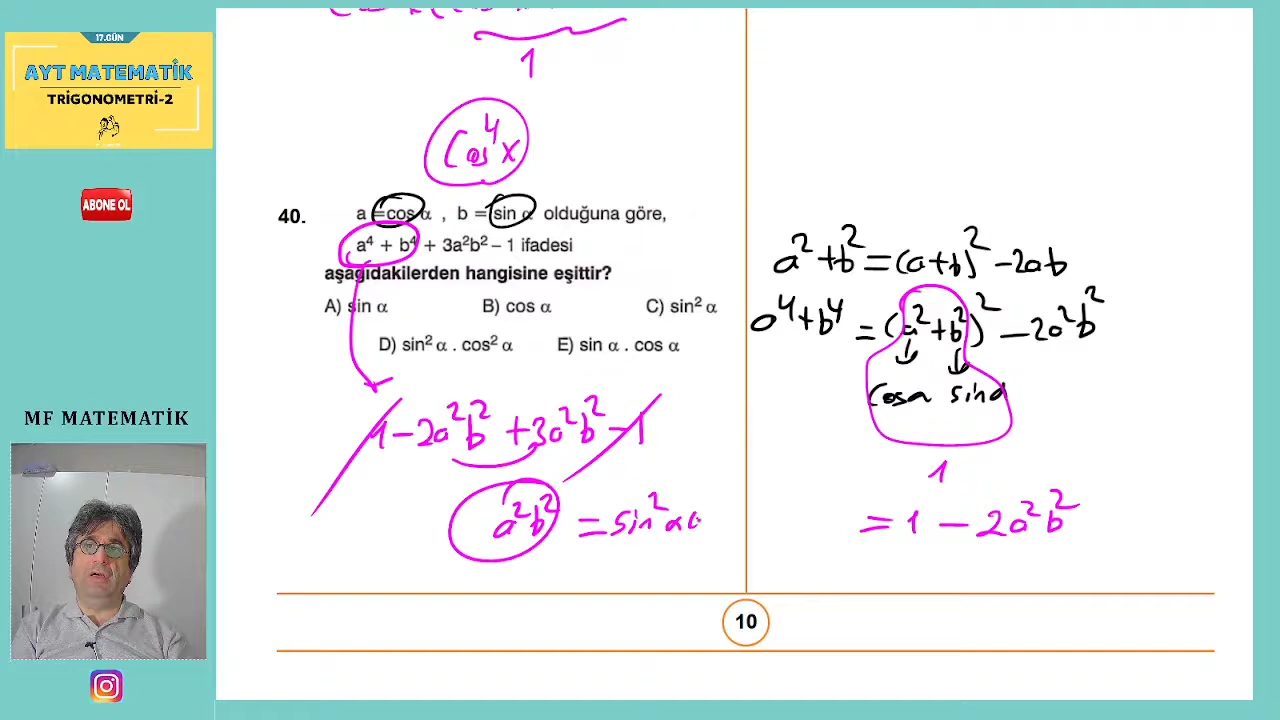 17.GÜN
AYT MATEMATİK
TRİGONOMETRİ-2
ABONE OL
MF MATEMATİK
1
Cos⁴x
40. a = cos α , b = sin α olduğuna göre,
a⁴ + b⁴ + 3a²b² – 1 ifadesi
aşağıdakilerden hangisine eşittir?
A) sin α B) cos α C) sin² α
D) sin² α . cos² α E) sin α . cos α
1 – 2a²b² + 3a²b² – 1
a²b² = sin²α
a² + b² = (a+b)² – 2ab
a⁴ + b⁴ = (a² + b²)² – 2a²b²
Cosα sinα
1
= 1 – 2a²b²
10